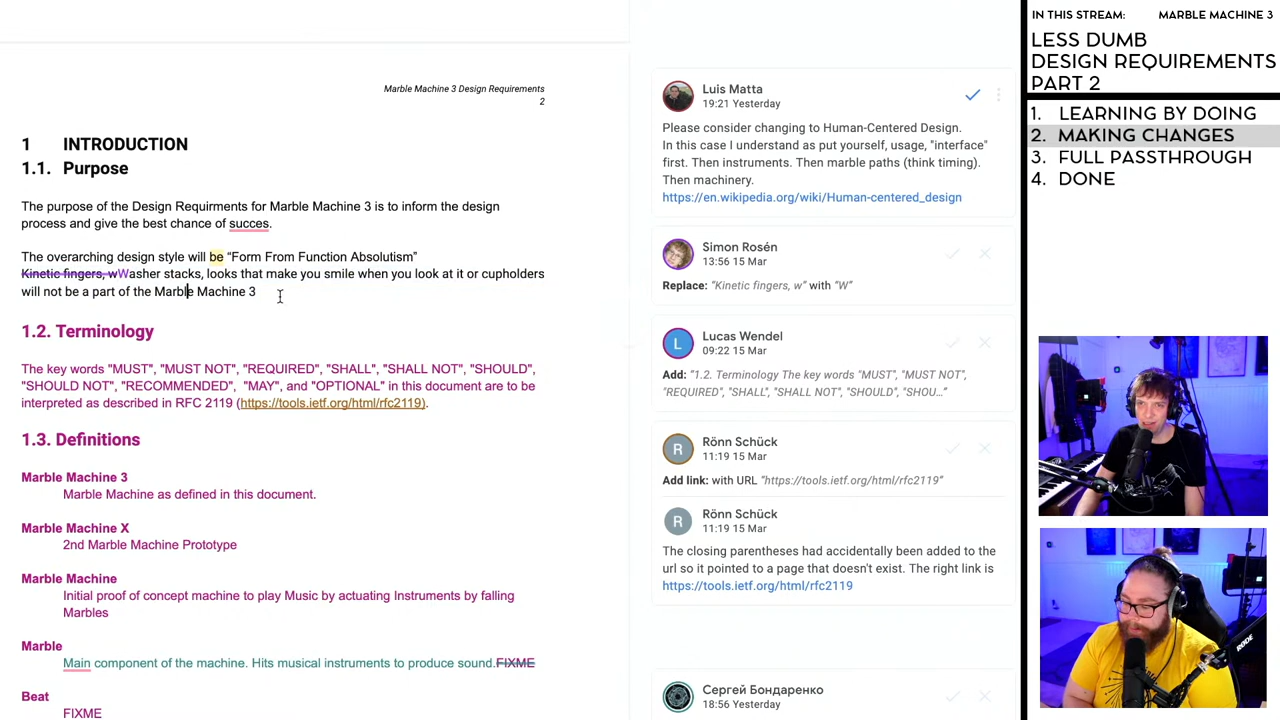 Marble Machine 3 Design Requirements
2
1 INTRODUCTION
1.1. Purpose
The purpose of the Design Requirments for Marble Machine 3 is to inform the design
process and give the best chance of succes.
The overarching design style will be “Form From Function Absolutism”
Kinetic fingers, wWasher stacks, looks that make you smile when you look at it or cupholders
will not be a part of the Marble Machine 3
1.2. Terminology
The key words "MUST", "MUST NOT", "REQUIRED", "SHALL", "SHALL NOT", "SHOULD",
"SHOULD NOT", "RECOMMENDED", "MAY", and "OPTIONAL" in this document are to be
interpreted as described in RFC 2119 (https://tools.ietf.org/html/rfc2119).
1.3. Definitions
Marble Machine 3
Marble Machine as defined in this document.
Marble Machine X
2nd Marble Machine Prototype
Marble Machine
Initial proof of concept machine to play Music by actuating Instruments by falling
Marbles
Marble
Main component of the machine. Hits musical instruments to produce sound.FIXME
Beat
FIXME
Luis Matta
19:21 Yesterday
Please consider changing to Human-Centered Design.
In this case I understand as put yourself, usage, "interface"
first. Then instruments. Then marble paths (think timing).
Then machinery.
https://en.wikipedia.org/wiki/Human-centered_design
Simon Rosén
13:56 15 Mar
Replace: “Kinetic fingers, w” with “W”
L
Lucas Wendel
09:22 15 Mar
Add: “1.2. Terminology The key words “MUST”, "MUST NOT",
"REQUIRED", "SHALL", "SHALL NOT", "SHOULD", "SHOU…”
R
Rönn Schück
11:19 15 Mar
Add link: with URL “https://tools.ietf.org/html/rfc2119”
R
Rönn Schück
11:19 15 Mar
The closing parentheses had accidentally been added to the
url so it pointed to a page that doesn't exist. The right link is
https://tools.ietf.org/html/rfc2119
Сергей Бондаренко
18:56 Yesterday
IN THIS STREAM: MARBLE MACHINE 3
LESS DUMB
DESIGN REQUIREMENTS
PART 2
1. LEARNING BY DOING
2. MAKING CHANGES
3. FULL PASSTHROUGH
4. DONE
RØDE